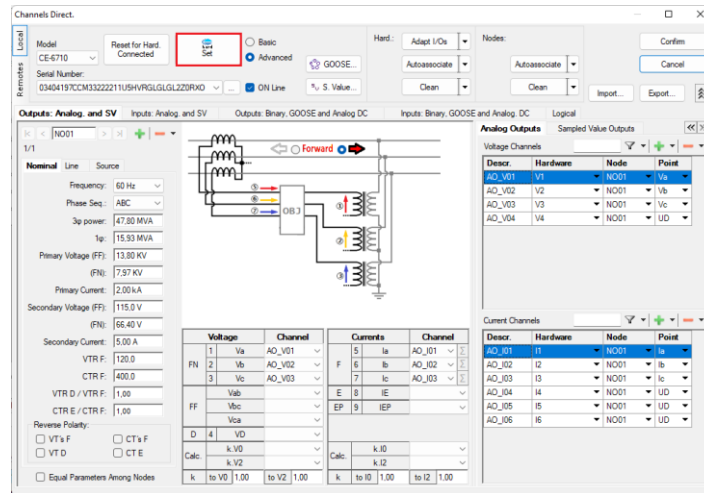 Channels Direct.
Local
Remotes
Model
CE-6710
Reset for Hard. Connected
Set
Basic
Advanced
GOOSE...
Serial Number:
...
ON Line
S. Value...
Hard.:
Adapt I/Os
Autoassociate
Clean
Nodes:
Autoassociate
Clean
Confirm
Cancel
Import...
Export...
Outputs: Analog. and SV
Inputs: Analog. and SV
Outputs: Binary, GOOSE and Analog DC
Inputs: Binary, GOOSE and Analog. DC
Logical
NO01
1/1
Nominal Line Source
Frequency: 60 Hz
Phase Seq.: ABC
3φ power: 47,80 MVA
1φ: 15,93 MVA
Primary Voltage (FF): 13,80 KV
(FN): 7,97 KV
Primary Current: 2,00 kA
Secondary Voltage (FF): 115,0 V
(FN): 66,40 V
Secondary Current: 5,00 A
VTR F: 120,0
CTR F: 400,0
VTR D / VTR F: 1,00
CTR E / CTR F: 1,00
Reverse Polarity:
VT's F CT's F
VT D CT E
Equal Parameters Among Nodes
Forward
⑤
⑥
⑦
OBJ
①
②
③
Voltage Channel
FN
1 Va AO_V01
2 Vb AO_V02
3 Vc AO_V03
FF
Vab
Vbc
Vca
D 4 VD
Calc.
k.V0
k.V2
k to V0 1,00 to V2 1,00
Currents Channel
F
5 Ia AO_I01 Σ
6 Ib AO_I02 Σ
7 Ic AO_I03 Σ
E 8 IE
EP 9 IEP
Calc.
k.I0
k.I2
k to I0 1,00 to I2 1,00
Analog Outputs
Sampled Value Outputs
Voltage Channels
Descr. Hardware Node Point
AO_V01 V1 NO01 Va
AO_V02 V2 NO01 Vb
AO_V03 V3 NO01 Vc
AO_V04 V4 NO01 UD
Current Channels
Descr. Hardware Node Point
AO_I01 I1 NO01 Ia
AO_I02 I2 NO01 Ib
AO_I03 I3 NO01 Ic
AO_I04 I4 NO01 UD
AO_I05 I5 NO01 UD
AO_I06 I6 NO01 UD